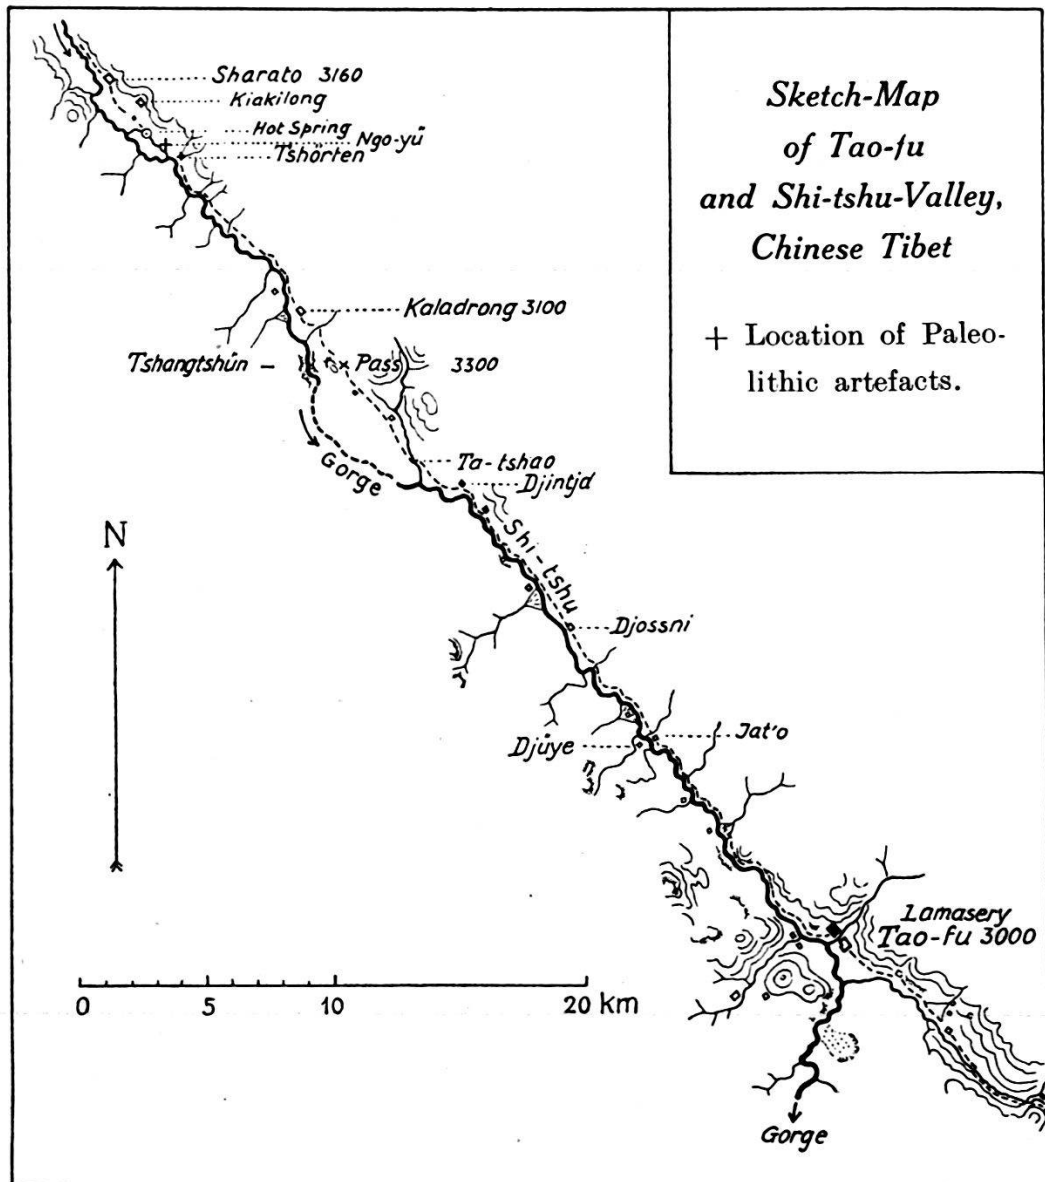 Sketch-Map
of Tao-fu
and Shi-tshu-Valley,
Chinese Tibet
+ Location of Paleo-
lithic artefacts.
Sharato 3160
Kiakilong
Hot Spring
Ngo-yü
Tshörten
Kaladrong 3100
Tshangtshün
Pass 3300
Gorge
Ta-tshao
Djintjd
N
Shi-tshu
Djossni
Jat'o
Djüye
Lamasery
Tao-fu 3000
0 5 10 20 km
Gorge